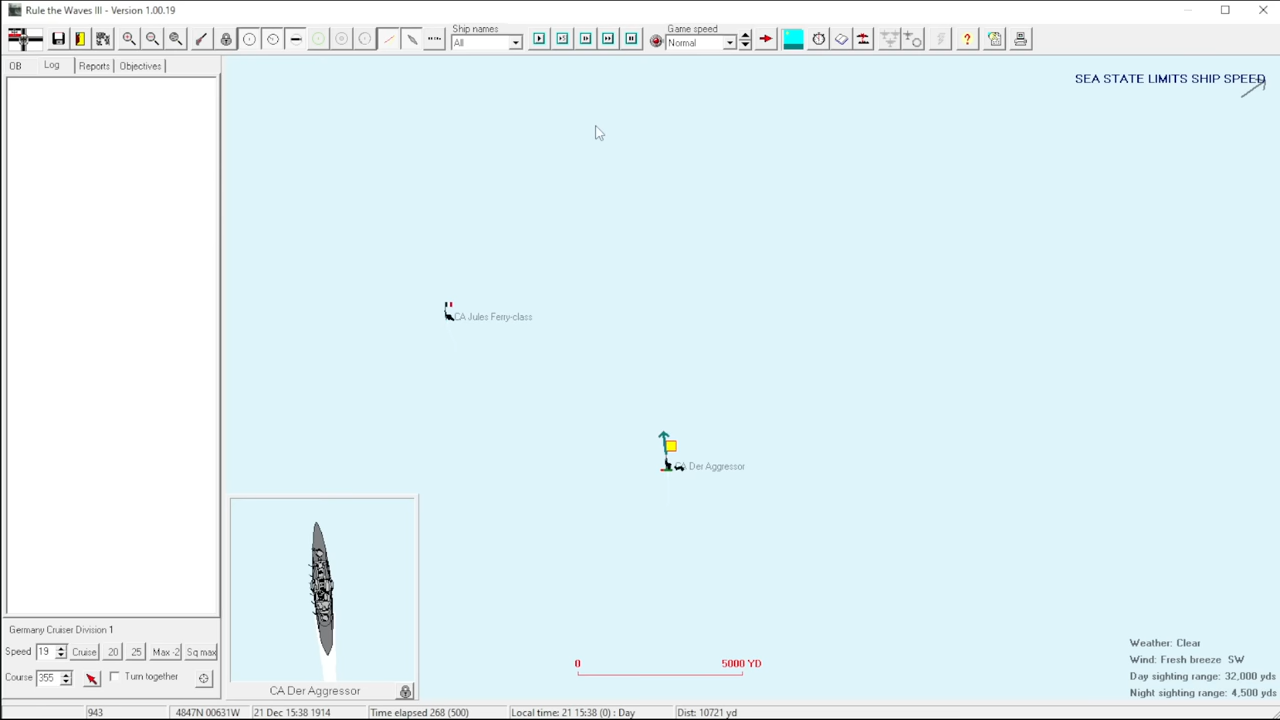 Rule the Waves III - Version 1.00.19
Ship names
All
Game speed
Normal
?
OB
Log
Reports
Objectives
SEA STATE LIMITS SHIP SPEED
CA Jules Ferry-class
CA Der Aggressor
Germany Cruiser Division 1
Speed 19 Cruise 20 25 Max -2 Sq max
Course 355 Turn together
CA Der Aggressor
0 5000 YD
Weather: Clear
Wind: Fresh breeze SW
Day sighting range: 32,000 yds
Night sighting range: 4,500 yds
943 4847N 00631W 21 Dec 15:38 1914 Time elapsed 268 (500) Local time: 21 15:38 (0) : Day Dist: 10721 yd